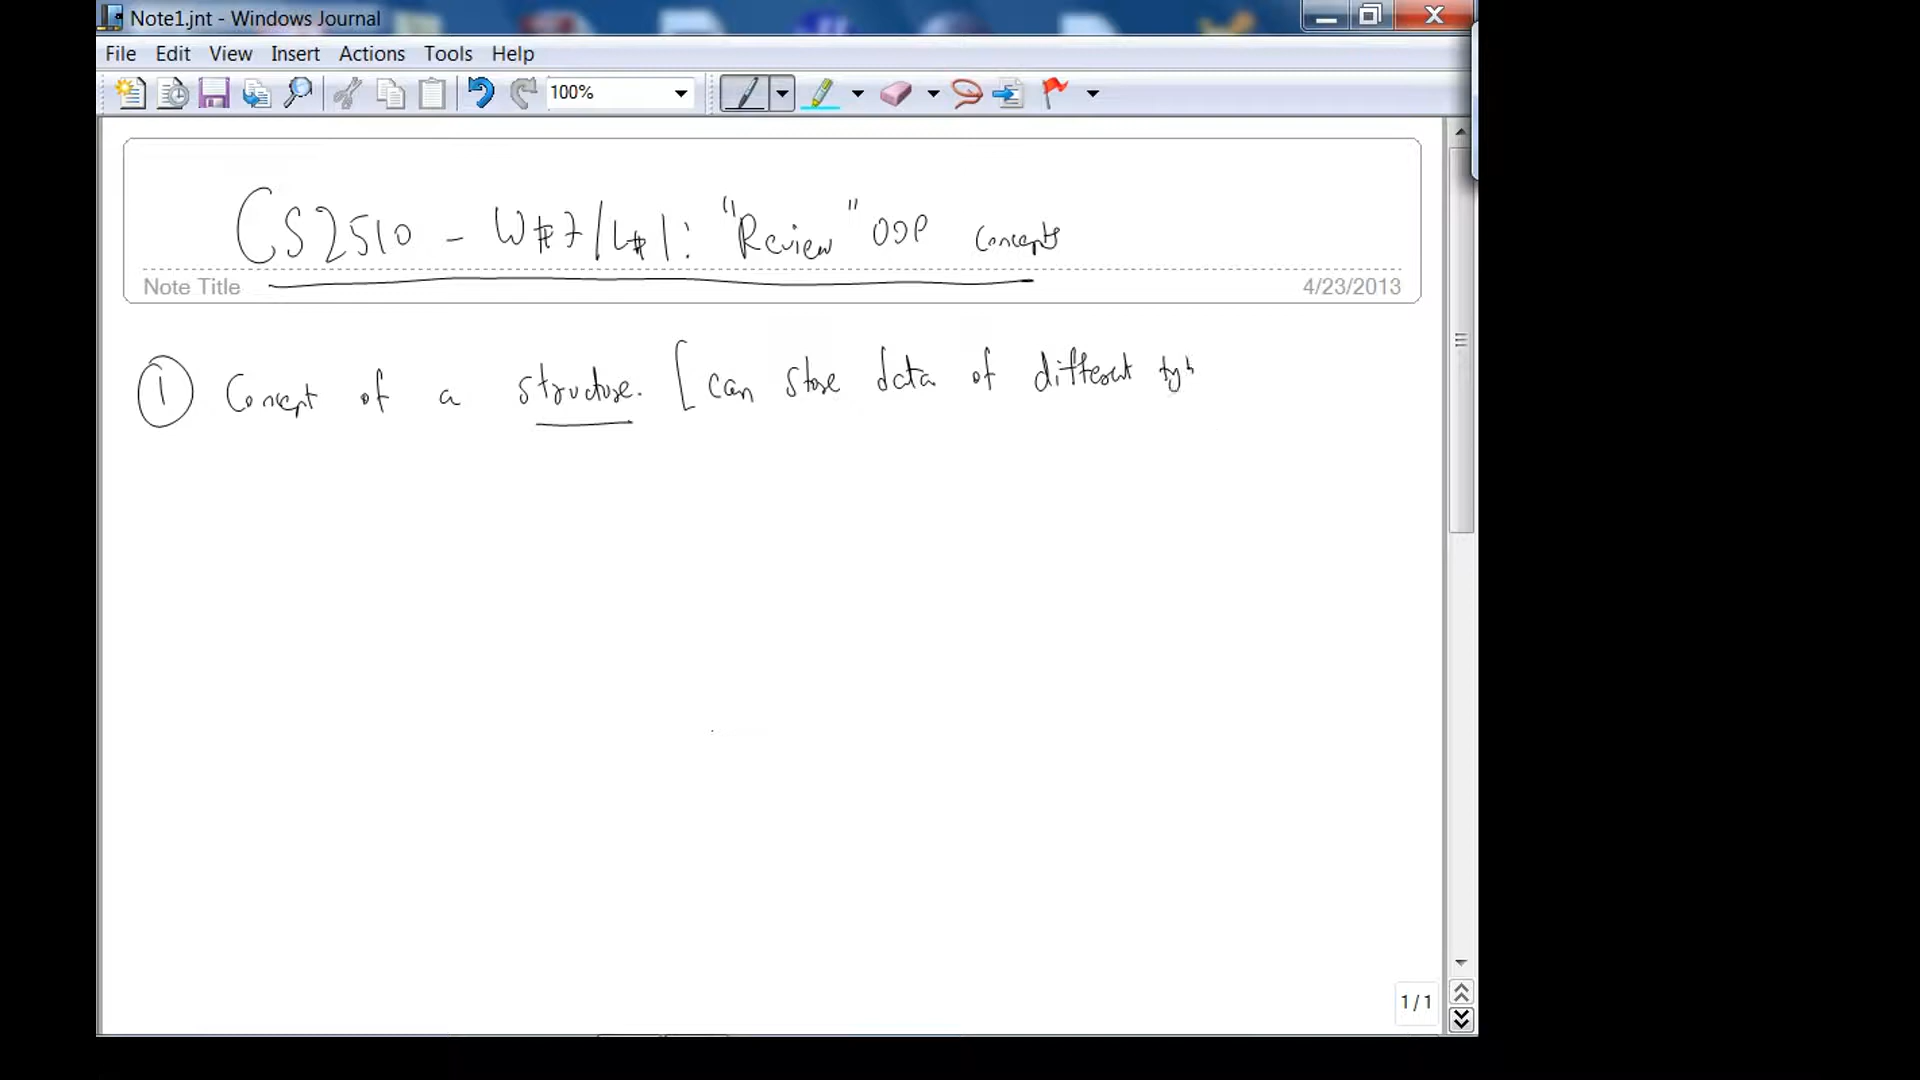 Note1.jnt - Windows Journal
File Edit View Insert Actions Tools Help
100%
CS2510 - W#7/L#1: "Review" OOP Concepts
Note Title
4/23/2013
① Concept of a structure. [can store data of different
1 / 1